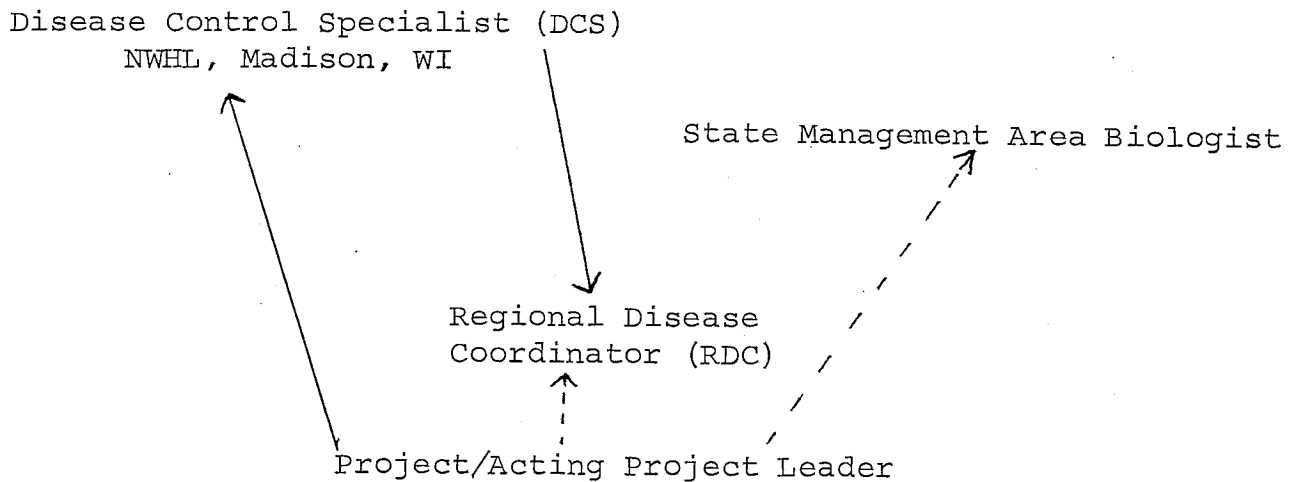 Disease Control Specialist (DCS)
NWHL, Madison, WI
State Management Area Biologist
Regional Disease
Coordinator (RDC)
Project/Acting Project Leader